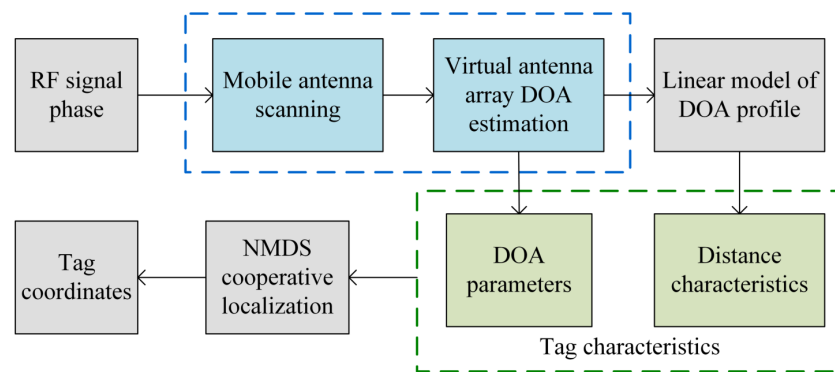 RF signal
phase
Mobile antenna
scanning
Virtual antenna
array DOA
estimation
Linear model of
DOA profile
Tag
coordinates
NMDS
cooperative
localization
DOA
parameters
Distance
characteristics
Tag characteristics